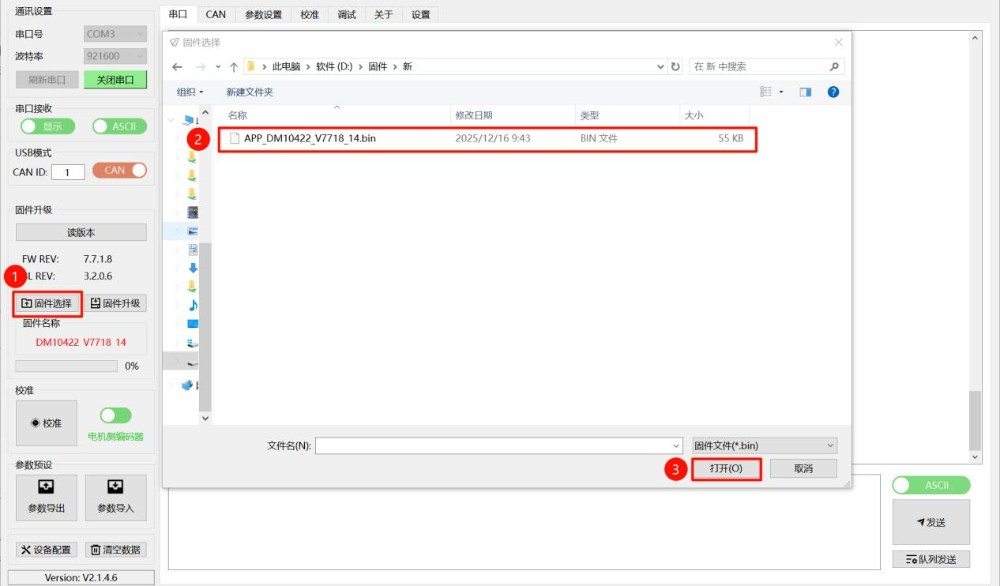 通讯设置
串口号 COM3
波特率 921600
刷新串口 关闭串口
串口接收
显示 ASCII
USB模式
CAN ID: 1 CAN
固件升级
读版本
FW REV: 7.7.1.8
1 L REV: 3.2.0.6
固件选择 固件升级
固件名称
DM10422 V7718 14
0%
校准
校准
电机侧编码器
参数预设
参数导出 参数导入
设备配置 清空数据
Version: V2.1.4.6
串口 CAN 参数设置 校准 调试 关于 设置
固件选择
此电脑 软件 (D:) 固件 新
在 新 中搜索
组织 新建文件夹
名称 修改日期 类型 大小
2 APP_DM10422_V7718_14.bin 2025/12/16 9:43 BIN 文件 55 KB
文件名(N): 固件文件(*.bin)
3 打开(O) 取消
ASCII
发送
队列发送